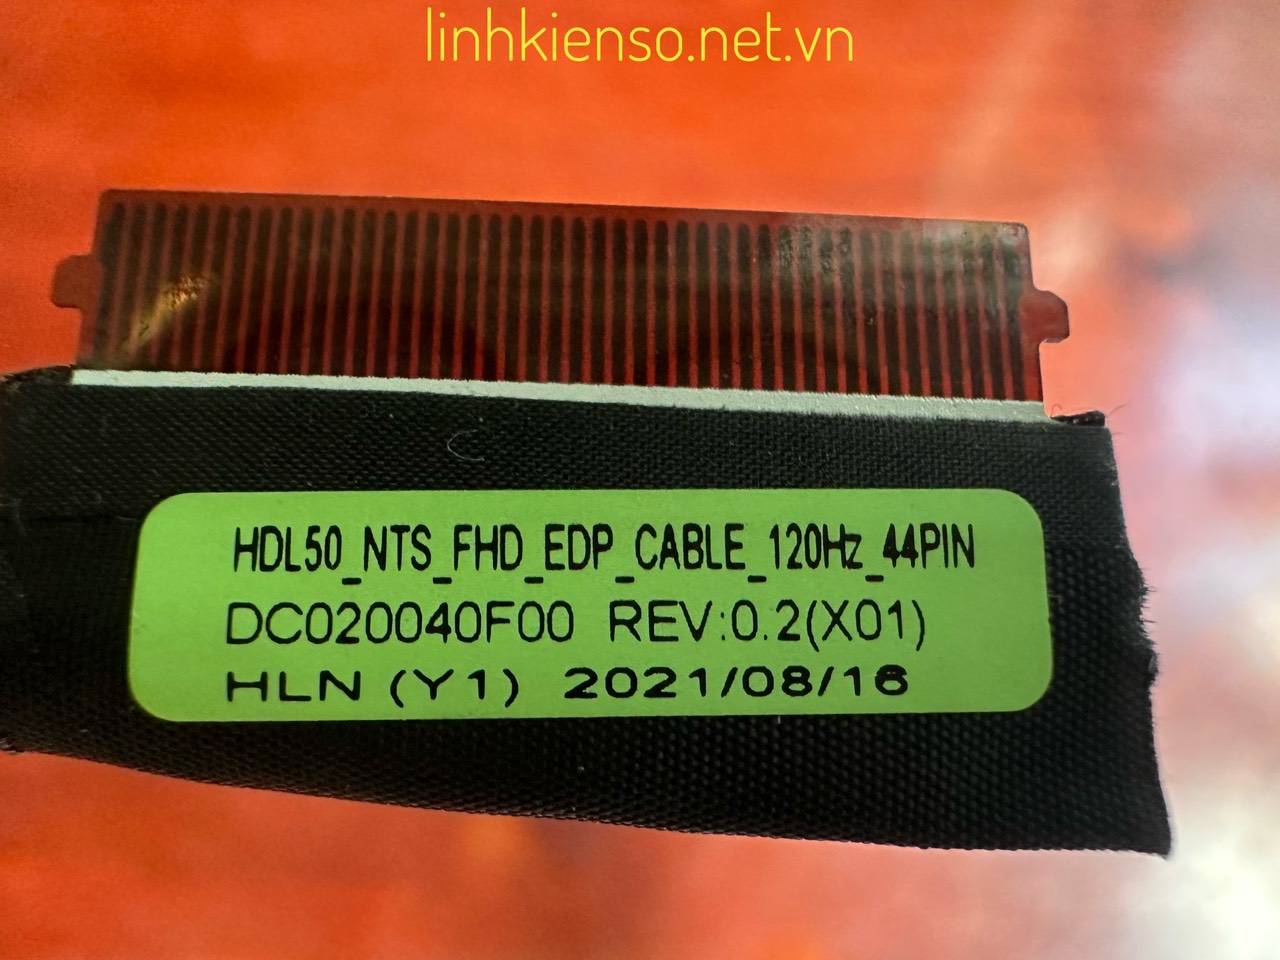 linhkienso.net.vn
HDL50_NTS_FHD_EDP_CABLE_120Hz_44PIN
DC020040F00 REV:0.2(X01)
HLN (Y1) 2021/08/16